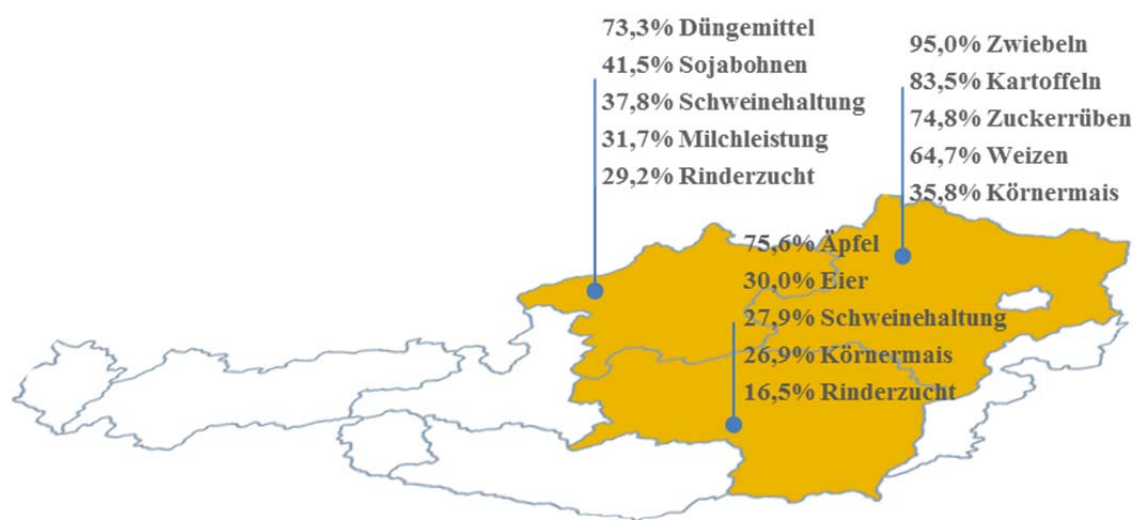 73,3% Düngemittel
41,5% Sojabohnen
37,8% Schweinehaltung
31,7% Milchleistung
29,2% Rinderzucht
95,0% Zwiebeln
83,5% Kartoffeln
74,8% Zuckerrüben
64,7% Weizen
35,8% Körnermais
75,6% Äpfel
30,0% Eier
27,9% Schweinehaltung
26,9% Körnermais
16,5% Rinderzucht